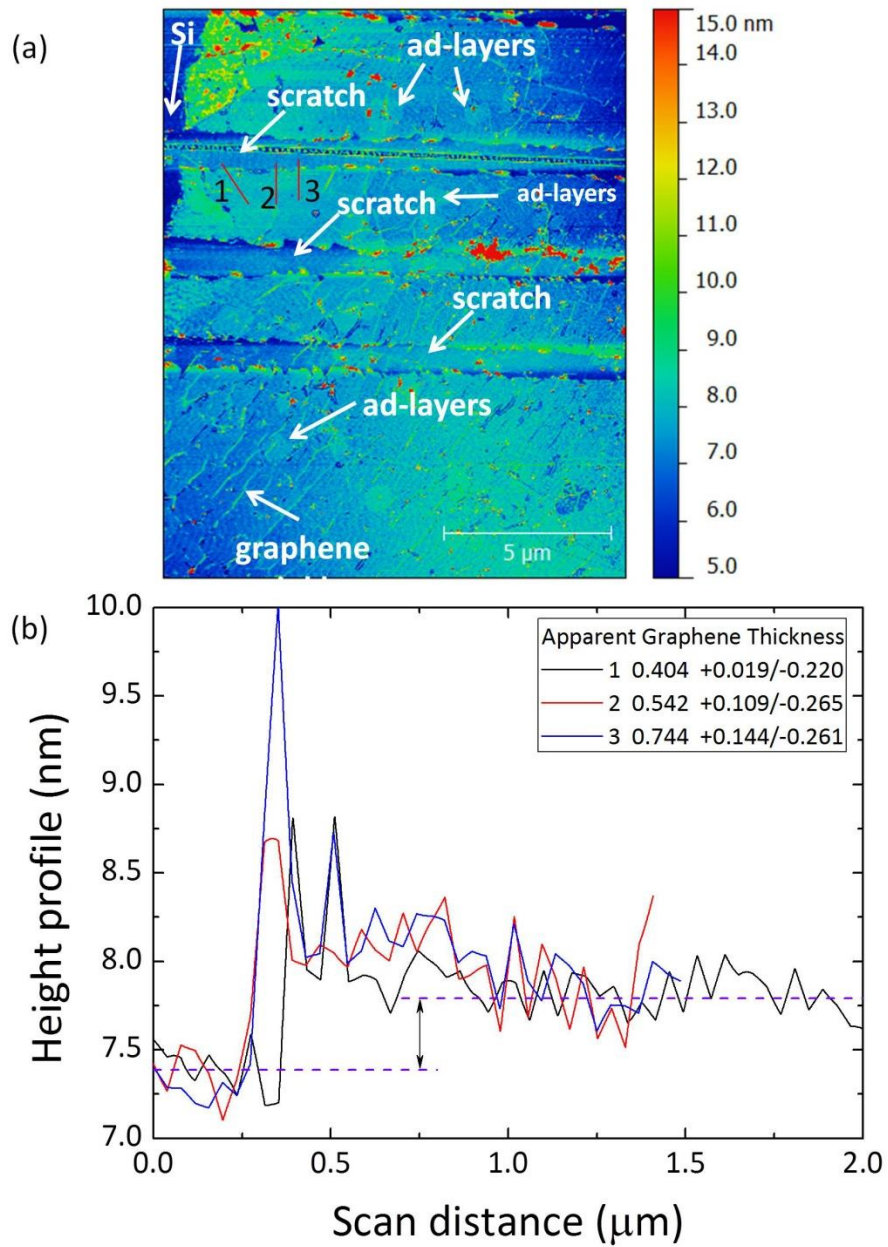 (a)
Si
ad-layers
scratch
1
2
3
scratch
ad-layers
scratch
ad-layers
graphene
5 μm
15.0 nm
14.0
13.0
12.0
11.0
10.0
9.0
8.0
7.0
6.0
5.0
(b)
Height profile (nm)
10.0
9.5
9.0
8.5
8.0
7.5
7.0
Apparent Graphene Thickness
1 0.404 +0.019/-0.220
2 0.542 +0.109/-0.265
3 0.744 +0.144/-0.261
0.0
0.5
1.0
1.5
2.0
Scan distance (μm)